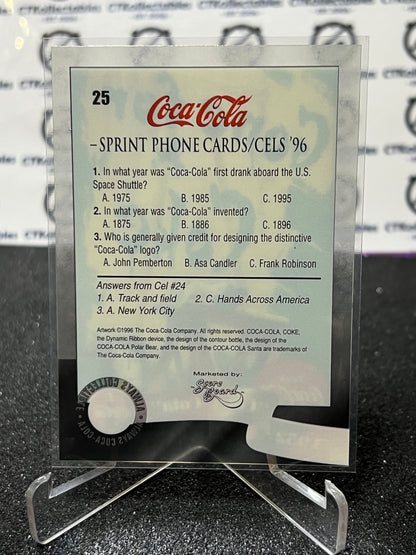 25
Coca-Cola
– SPRINT PHONE CARDS/CELS '96
1. In what year was "Coca-Cola" first drank aboard the U.S.
Space Shuttle?
A. 1975 B. 1985 C. 1995
2. In what year was "Coca-Cola" invented?
A. 1875 B. 1886 C. 1896
3. Who is generally given credit for designing the distinctive
"Coca-Cola" logo?
A. John Pemberton B. Asa Candler C. Frank Robinson
Answers from Cel #24
1. A. Track and field 2. C. Hands Across America
3. A. New York City
Artwork ©1996 The Coca-Cola Company. All rights reserved. COCA-COLA, COKE,
the Dynamic Ribbon device, the design of the contour bottle, the design of the
COCA-COLA Polar Bear, and the design of the COCA-COLA Santa are trademarks of
The Coca-Cola Company.
Marketed by:
Score
Board
ALWAYS COLLECTIBLE
ALWAYS COCA-COLA